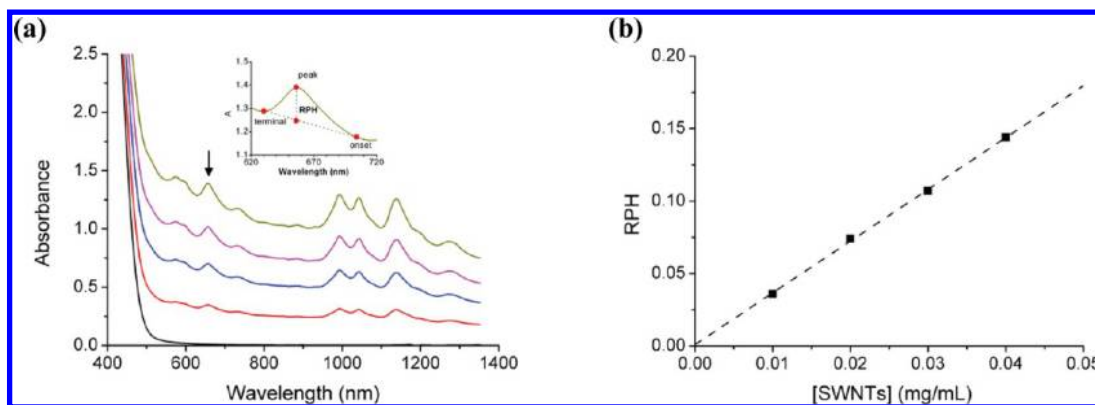 (a)
2.5
2.0
1.5
1.0
0.5
0.0
Absorbance
400 600 800 1000 1200 1400
Wavelength (nm)
1.5
1.4
1.3
1.2
1.1
A
peak
RPH
terminal
onset
620 670 720
Wavelength (nm)
(b)
0.20
0.15
0.10
0.05
0.00
RPH
0.00 0.01 0.02 0.03 0.04 0.05
[SWNTs] (mg/mL)